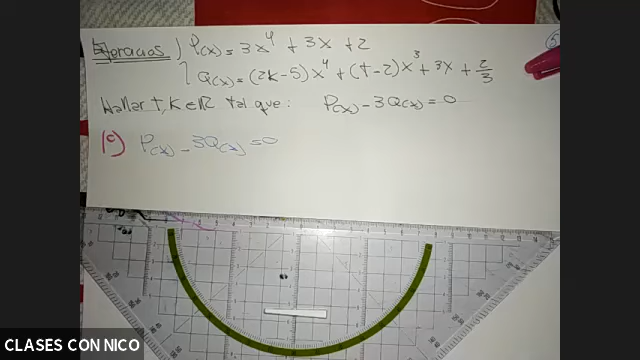 Ejercicios } P(x) = 3x⁴ + 3x + 2
Q(x) = (2k-5)x⁴ + (t-2)x³ + 3x + 2/3
Hallar t, k ∈ ℝ tal que: P(x) - 3Q(x) = 0
1º) P(x) - 3Q(x) = 0
CLASES CON NICO